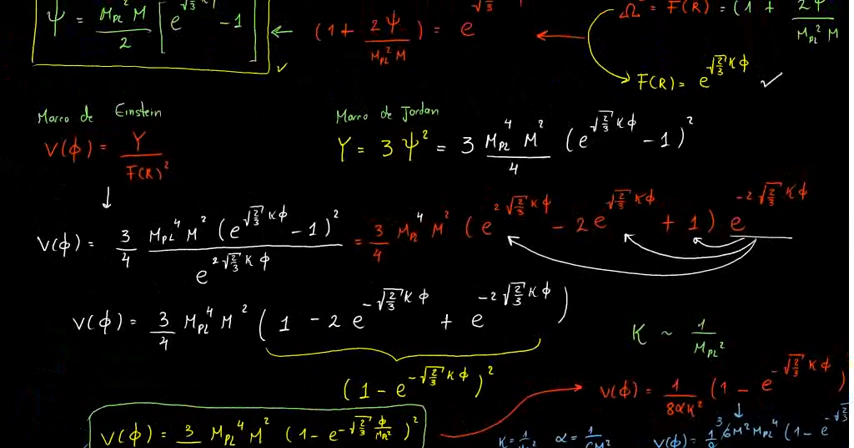 Ψ = M_PL² M / 2 [e^{√(2/3) κφ} - 1] ← (1 + 2Ψ / M_PL² M) = e ← Ω² = F(R) = (1 + 2Ψ / M_PL² M
F(R) = e^{√(2/3) κφ} ✓
Marco de Einstein
V(φ) = Y / F(R)²
Marco de Jordan
Y = 3Ψ² = 3 M_PL⁴ M² / 4 (e^{√(2/3) κφ} - 1)²
V(φ) = 3/4 M_PL⁴ M² (e^{√(2/3) κφ} - 1)² / e^{2√(2/3) κφ} = 3/4 M_PL⁴ M² (e^{2√(2/3) κφ} - 2e^{√(2/3) κφ} + 1) e^{-2√(2/3) κφ}
V(φ) = 3/4 M_PL⁴ M² (1 - 2e^{-√(2/3) κφ} + e^{-2√(2/3) κφ})
(1 - e^{-√(2/3) κφ})²
K ~ 1 / M_PL²
V(φ) = 1 / 8ακ² (1 - e^{-√(2/3) κφ})
V(φ) = 3 M_PL⁴ M² (1 - e^{-√(2/3) φ/M_PL})²